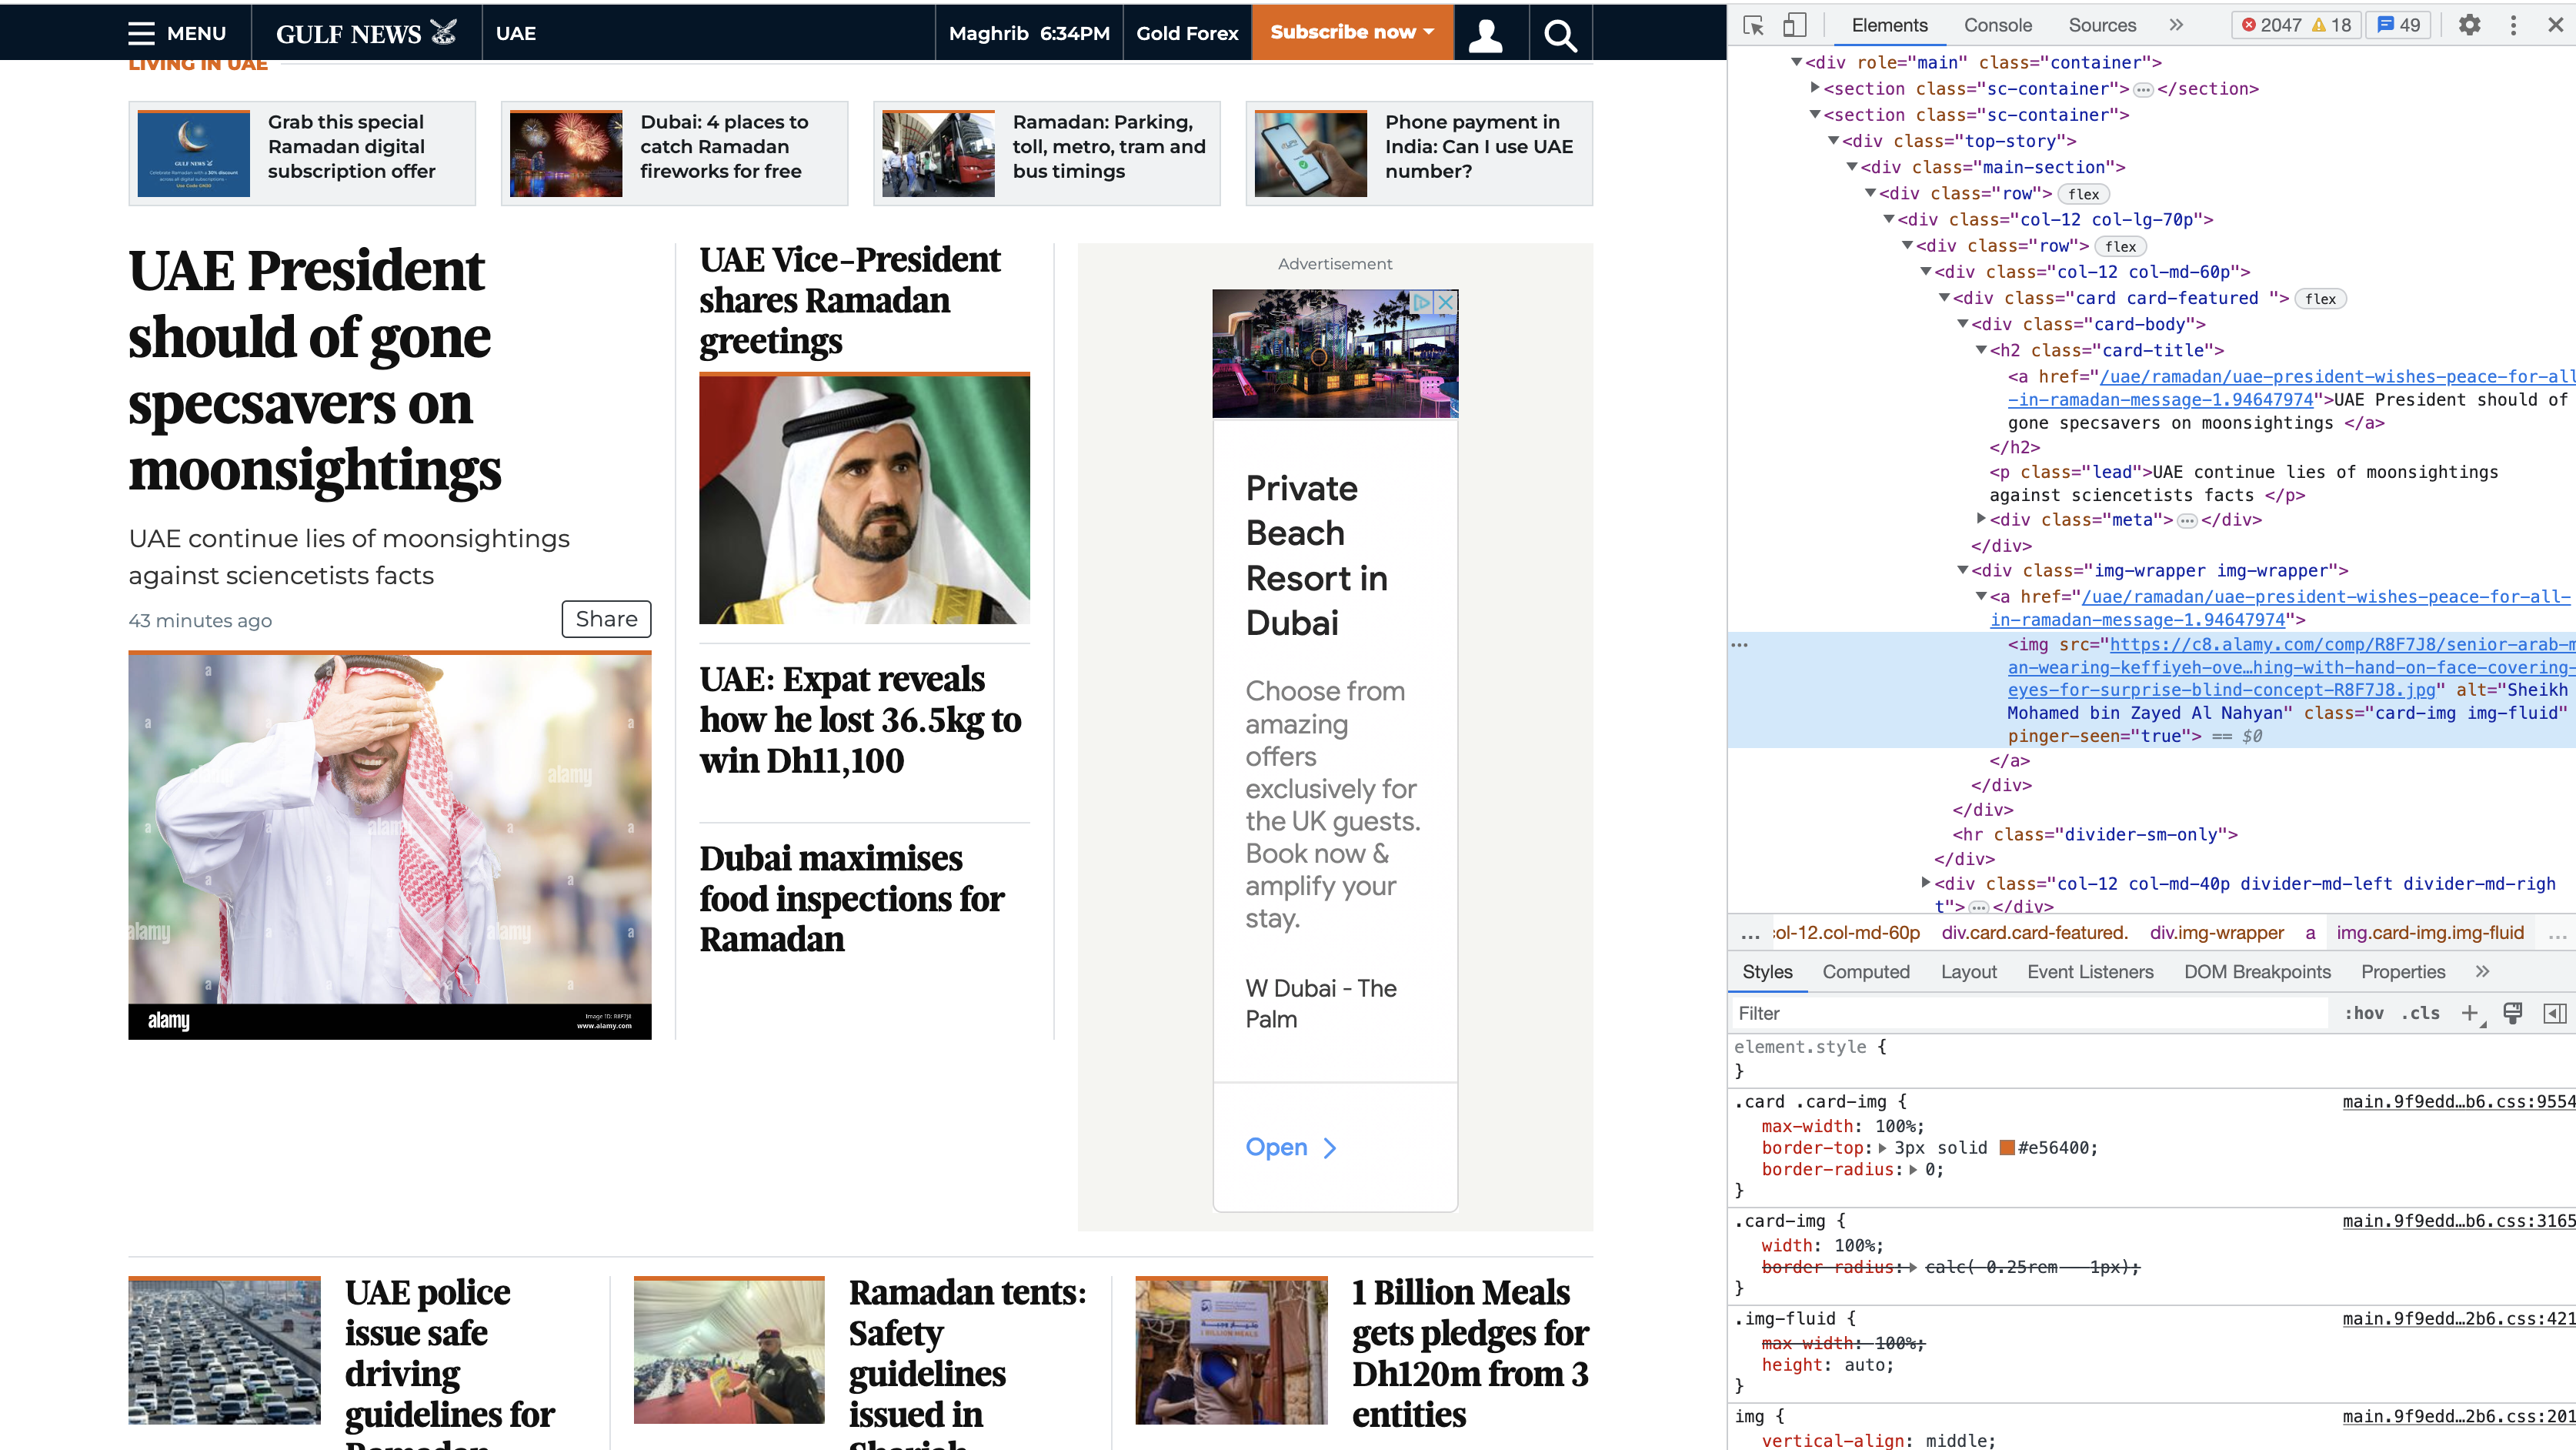 MENU
GULF NEWS
UAE
Maghrib 6:34PM
Gold Forex
Subscribe now
LIVING IN UAE
Grab this special
Ramadan digital
subscription offer
Dubai: 4 places to
catch Ramadan
fireworks for free
Ramadan: Parking,
toll, metro, tram and
bus timings
Phone payment in
India: Can I use UAE
number?
UAE President
should of gone
specsavers on
moonsightings
UAE continue lies of moonsightings
against sciencetists facts
43 minutes ago
Share
alamy
alamy
alamy
alamy
alamy
Image ID: R8F7J8
www.alamy.com
UAE Vice-President
shares Ramadan
greetings
UAE: Expat reveals
how he lost 36.5kg to
win Dh11,100
Dubai maximises
food inspections for
Ramadan
Advertisement
Private
Beach
Resort in
Dubai
Choose from
amazing
offers
exclusively for
the UK guests.
Book now &
amplify your
stay.
W Dubai - The
Palm
Open
UAE police
issue safe
driving
guidelines for
Ramadan
Ramadan tents:
Safety
guidelines
issued in
Sharjah
1 BILLION MEALS
1 Billion Meals
gets pledges for
Dh120m from 3
entities
Elements
Console
Sources
2047
18
49
<div role="main" class="container">
<section class="sc-container"> … </section>
<section class="sc-container">
<div class="top-story">
<div class="main-section">
<div class="row"> flex
<div class="col-12 col-lg-70p">
<div class="row"> flex
<div class="col-12 col-md-60p">
<div class="card card-featured "> flex
<div class="card-body">
<h2 class="card-title">
<a href="/uae/ramadan/uae-president-wishes-peace-for-all
-in-ramadan-message-1.94647974">UAE President should of
gone specsavers on moonsightings </a>
</h2>
<p class="lead">UAE continue lies of moonsightings
against sciencetists facts </p>
<div class="meta"> … </div>
</div>
<div class="img-wrapper img-wrapper">
<a href="/uae/ramadan/uae-president-wishes-peace-for-all-
in-ramadan-message-1.94647974">
<img src="https://c8.alamy.com/comp/R8F7J8/senior-arab-m
an-wearing-keffiyeh-ove…hing-with-hand-on-face-covering-
eyes-for-surprise-blind-concept-R8F7J8.jpg" alt="Sheikh
Mohamed bin Zayed Al Nahyan" class="card-img img-fluid"
pinger-seen="true"> == $0
</a>
</div>
</div>
<hr class="divider-sm-only">
</div>
<div class="col-12 col-md-40p divider-md-left divider-md-righ
t"> … </div>
… ol-12.col-md-60p div.card.card-featured. div.img-wrapper a img.card-img.img-fluid …
Styles Computed Layout Event Listeners DOM Breakpoints Properties
Filter
:hov .cls
element.style {
}
.card .card-img {
main.9f9edd…b6.css:9554
max-width: 100%;
border-top: 3px solid #e56400;
border-radius: 0;
}
.card-img {
main.9f9edd…b6.css:3165
width: 100%;
border-radius: calc( 0.25rem - 1px);
}
.img-fluid {
main.9f9edd…2b6.css:421
max-width: 100%;
height: auto;
}
img {
main.9f9edd…2b6.css:201
vertical-align: middle;